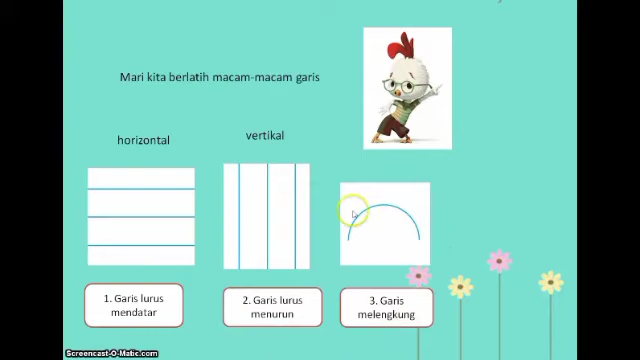 Mari kita berlatih macam-macam garis
horizontal
vertikal
1. Garis lurus
mendatar
2. Garis lurus
menurun
3. Garis
melengkung
Screencast-O-Matic.com